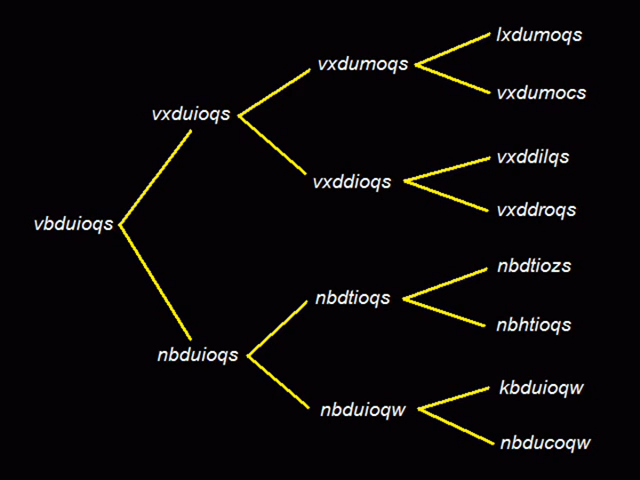 vbduioqs
vxduioqs
nbduioqs
vxdumoqs
vxddioqs
nbdtioqs
nbduioqw
lxdumoqs
vxdumocs
vxddilqs
vxddroqs
nbdtiozs
nbhtioqs
kbduioqw
nbducoqw